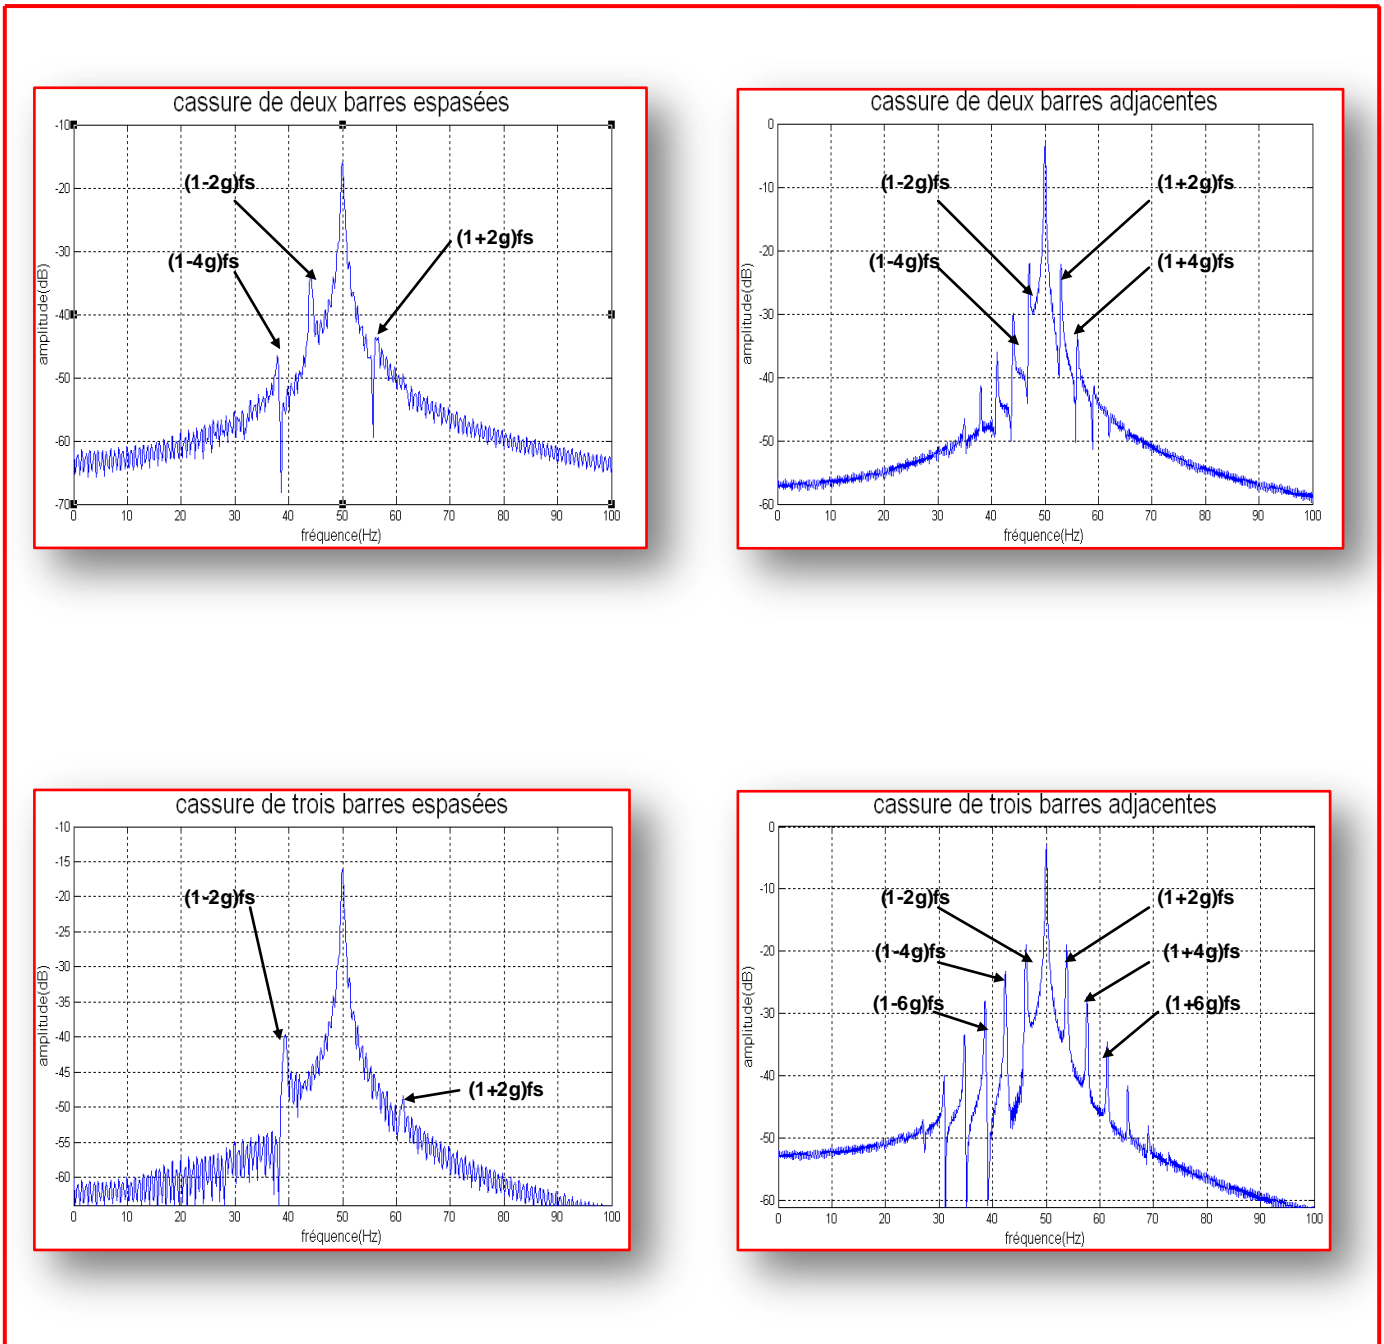 cassure de deux barres espasées
-10
-20
-30
-40
-50
-60
-70
amplitude(dB)
(1-2g)fs
(1-4g)fs
(1+2g)fs
0 10 20 30 40 50 60 70 80 90 100
fréquence(Hz)
cassure de deux barres adjacentes
0
-10
-20
-30
-40
-50
-60
amplitude(dB)
(1-2g)fs
(1+2g)fs
(1-4g)fs
(1+4g)fs
0 10 20 30 40 50 60 70 80 90 100
fréquence(Hz)
cassure de trois barres espasées
-10
-15
-20
-25
-30
-35
-40
-45
-50
-55
-60
amplitude(dB)
(1-2g)fs
(1+2g)fs
0 10 20 30 40 50 60 70 80 90 100
fréquence(Hz)
cassure de trois barres adjacentes
0
-10
-20
-30
-40
-50
-60
amplitude(dB)
(1-2g)fs
(1+2g)fs
(1-4g)fs
(1+4g)fs
(1-6g)fs
(1+6g)fs
0 10 20 30 40 50 60 70 80 90 100
fréquence(Hz)